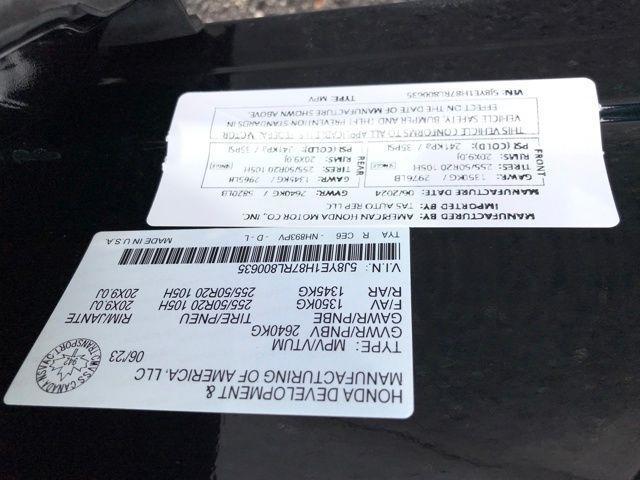 MANUFACTURED BY: AMERICAN HONDA MOTOR CO., INC
IMPORTED BY: TAS AUTO REP LLC
MANUFACTURE DATE: 06/2024 GVWR: 2640KG / 5820LB
FRONT
GAWR: 1350KG / 2976LB
TIRES: 255/50R20 105H
RIMS: 20X9.0J
PSI (COLD): 241KPa / 35PSI
REAR
GAWR: 1345KG / 2965LB
TIRES: 255/50R20 105H
RIMS: 20X9.0J
PSI (COLD): 241KPa / 35PSI
THIS VEHICLE CONFORMS TO ALL APPLICABLE FEDERAL MOTOR
VEHICLE SAFETY, BUMPER AND THEFT PREVENTION STANDARDS IN
EFFECT ON THE DATE OF MANUFACTURE SHOWN ABOVE.
VIN: 5J8YE1H87RL800635 TYPE: MPV
HONDA DEVELOPMENT &
MANUFACTURING OF AMERICA, LLC
TYPE: MPV/VTUM 06/23
GVWR/PNBV 2640KG
GAWR/PNBE TIRE/PNEU RIM/JANTE
F/AV 1350KG 255/50R20 105H 20X9.0J
R/AR 1345KG 255/50R20 105H 20X9.0J
V.I.N.: 5J8YE1H87RL800635
TYA R CE6 - NH893PV - D - L MADE IN U.S.A.